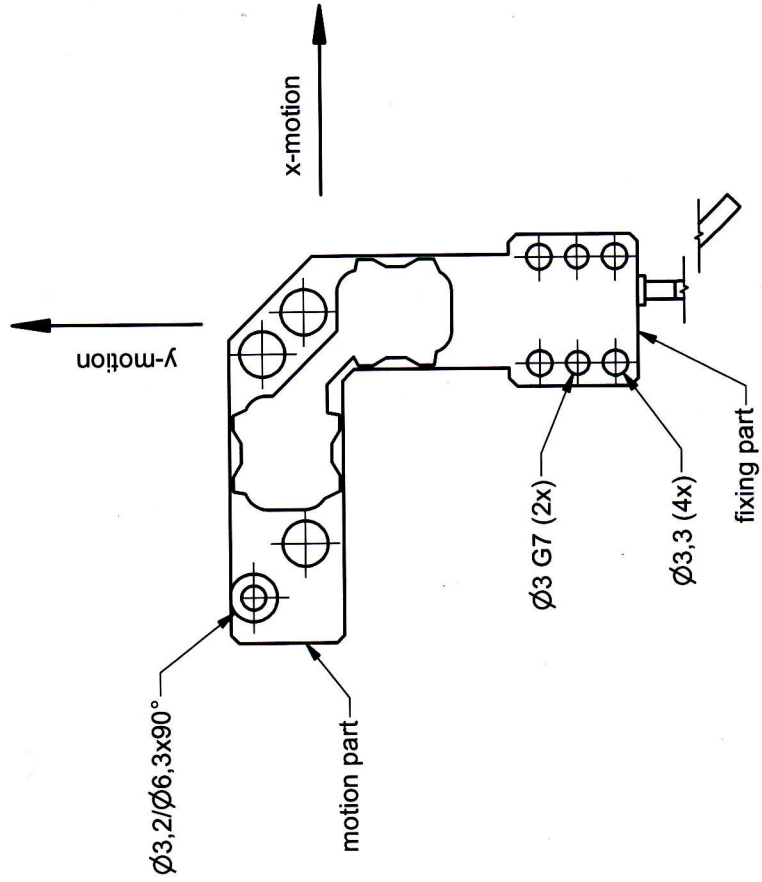 y-motion
x-motion
Ø3,2/Ø6,3x90°
motion part
Ø3 G7 (2x)
Ø3,3 (4x)
fixing part